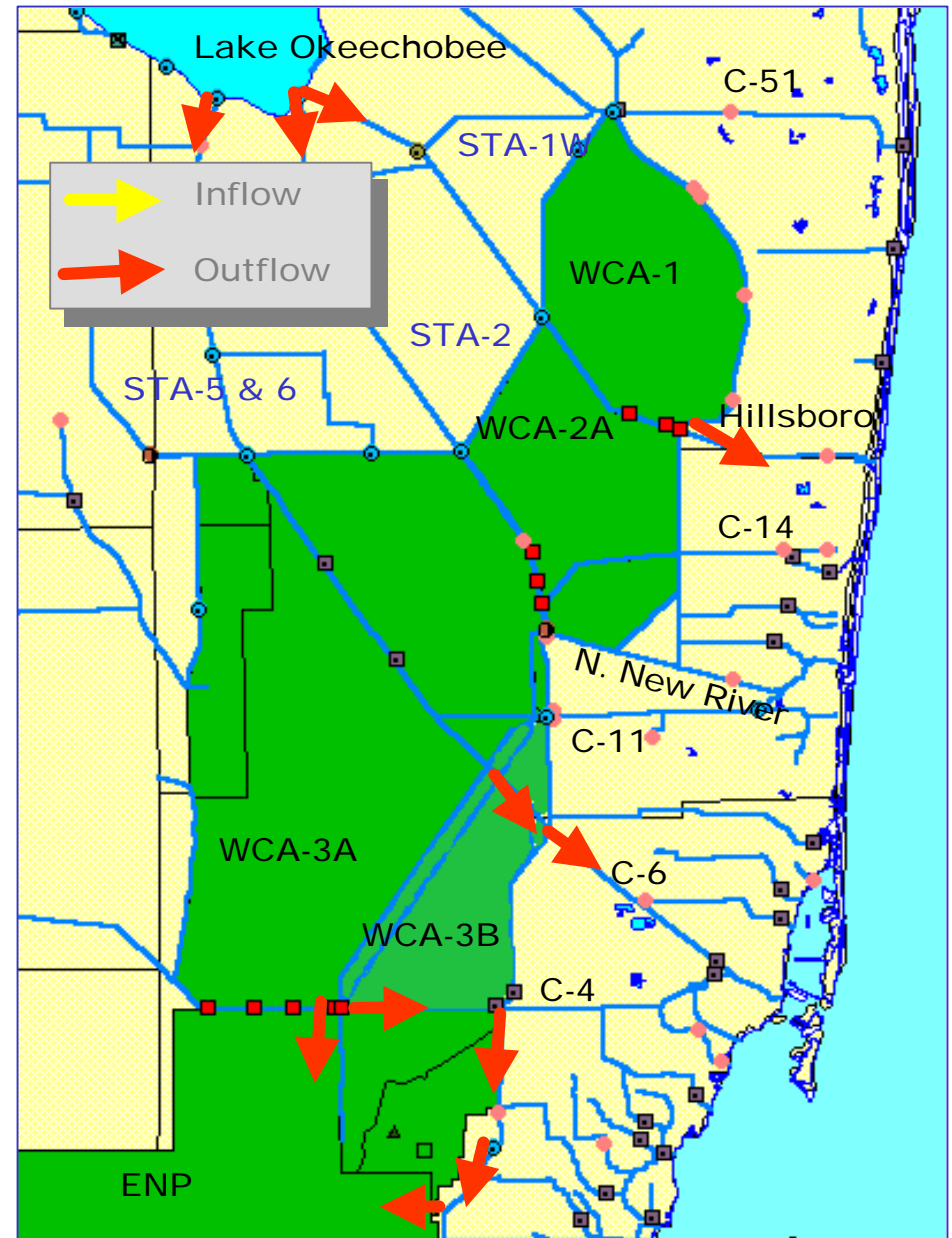 Lake Okeechobee
C-51
STA-1W
Inflow
Outflow
WCA-1
STA-2
STA-5 & 6
WCA-2A
Hillsboro
C-14
N. New River
C-11
WCA-3A
C-6
WCA-3B
C-4
ENP